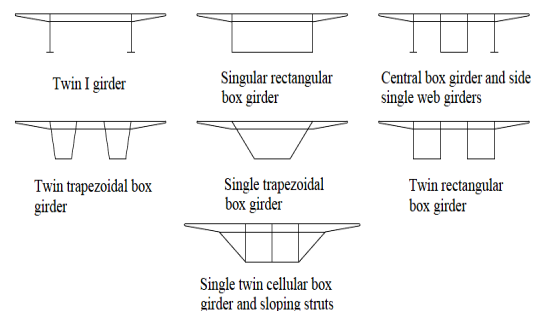 Twin I girder
Singular rectangular
box girder
Central box girder and side
single web girders
Twin trapezoidal box
girder
Single trapezoidal
box girder
Twin rectangular
box girder
Single twin cellular box
girder and sloping struts